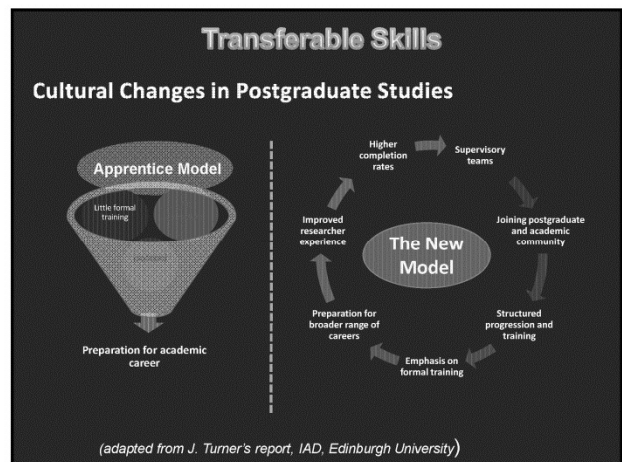 Transferable Skills
Cultural Changes in Postgraduate Studies
Apprentice Model
Little formal
training
Preparation for academic
career
The New
Model
Higher
completion
rates
Supervisory
teams
Joining postgraduate
and academic
community
Structured
progression and
training
Emphasis on
formal training
Preparation for
broader range of
careers
Improved
researcher
experience
(adapted from J. Turner's report, IAD, Edinburgh University)